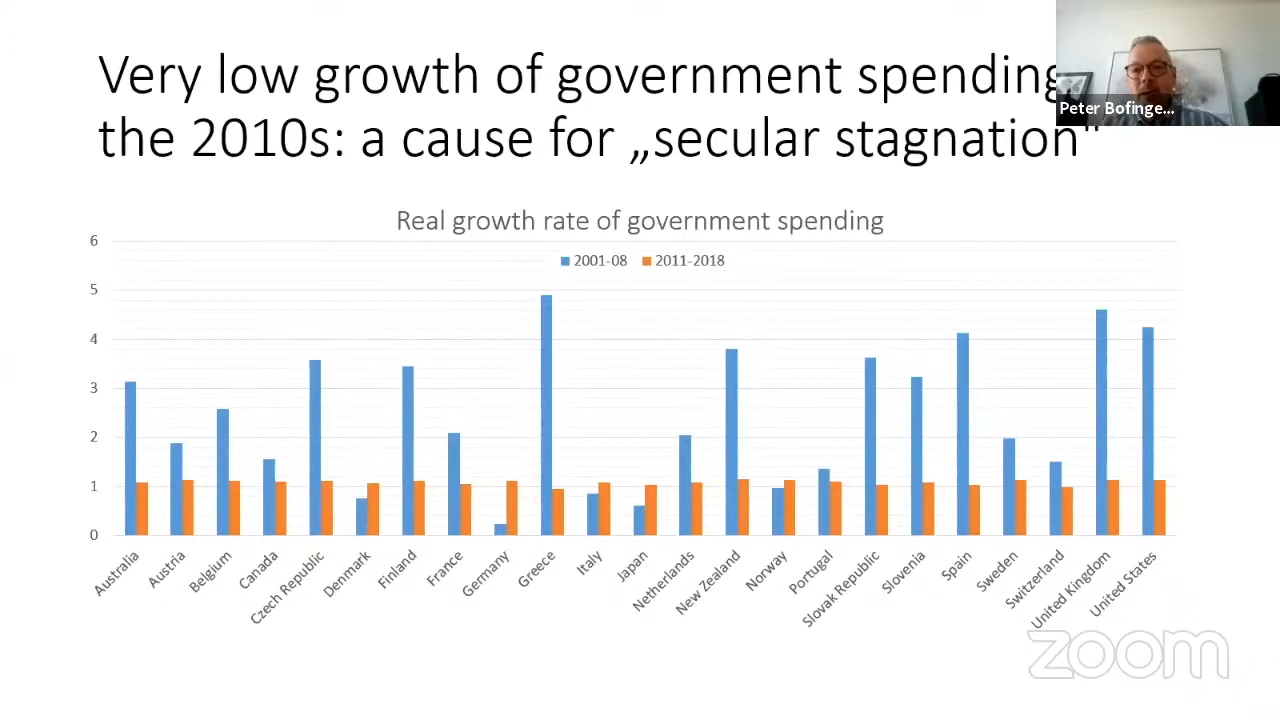 Very low growth of government spending
the 2010s: a cause for „secular stagnation"
Peter Bofinge...
Real growth rate of government spending
2001-08 2011-2018
6
5
4
3
2
1
0
Australia
Austria
Belgium
Canada
Czech Republic
Denmark
Finland
France
Germany
Greece
Italy
Japan
Netherlands
New Zealand
Norway
Portugal
Slovak Republic
Slovenia
Spain
Sweden
Switzerland
United Kingdom
United States
zoom